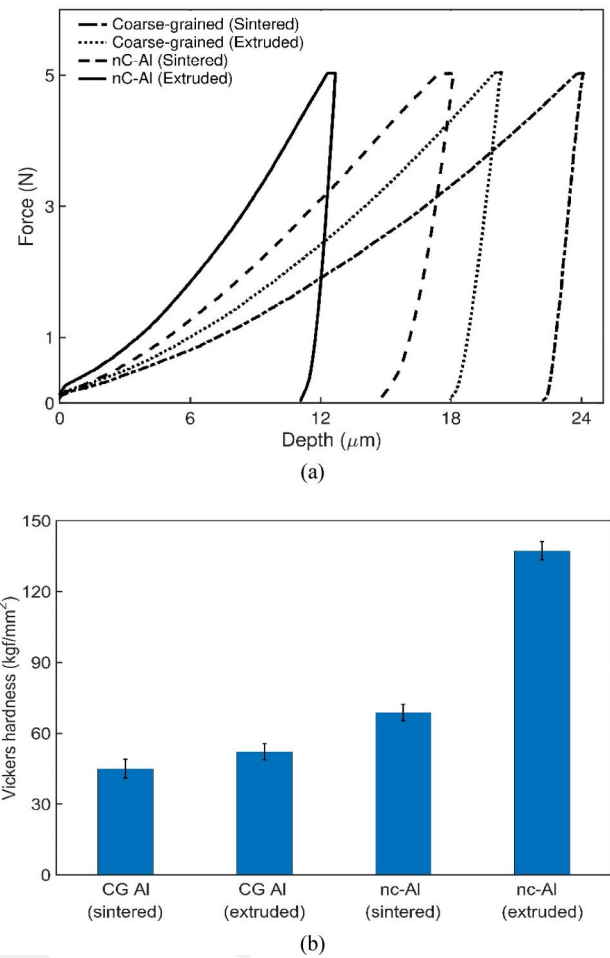 Coarse-grained (Sintered)
Coarse-grained (Extruded)
nC-Al (Sintered)
nC-Al (Extruded)
5
3
1
0
Force (N)
0 6 12 18 24
Depth (μm)
(a)
150
120
90
60
30
0
Vickers hardness (kgf/mm²)
CG Al CG Al nc-Al nc-Al
(sintered) (extruded) (sintered) (extruded)
(b)